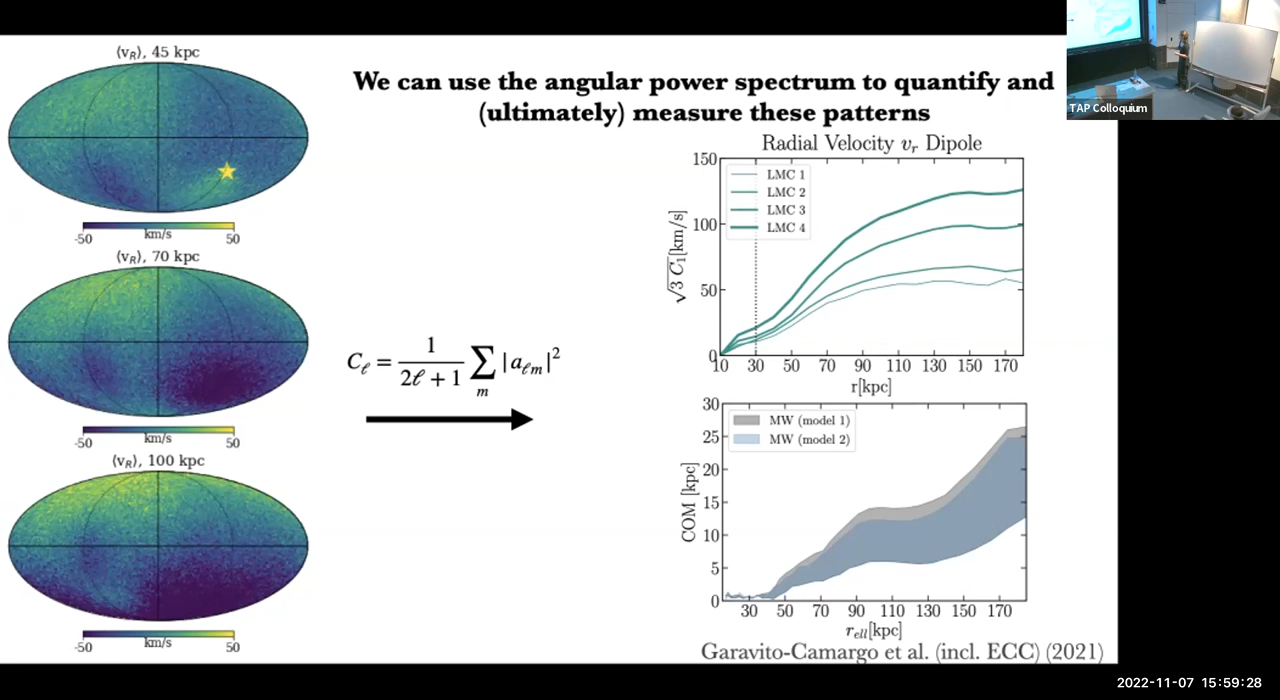 We can use the angular power spectrum to quantify and
(ultimately) measure these patterns
⟨v_R⟩, 45 kpc
-50 km/s 50
⟨v_R⟩, 70 kpc
-50 km/s 50
⟨v_R⟩, 100 kpc
-50 km/s 50
C_ℓ = 1/(2ℓ + 1) ∑_m |a_ℓm|²
Radial Velocity v_r Dipole
150
100
50
0
√3 C_1[km/s]
LMC 1
LMC 2
LMC 3
LMC 4
10 30 50 70 90 110 130 150 170
r[kpc]
30
25
20
15
10
5
0
COM [kpc]
MW (model 1)
MW (model 2)
30 50 70 90 110 130 150 170
r_ell[kpc]
Garavito-Camargo et al. (incl. ECC) (2021)
TAP Colloquium
2022-11-07 15:59:28